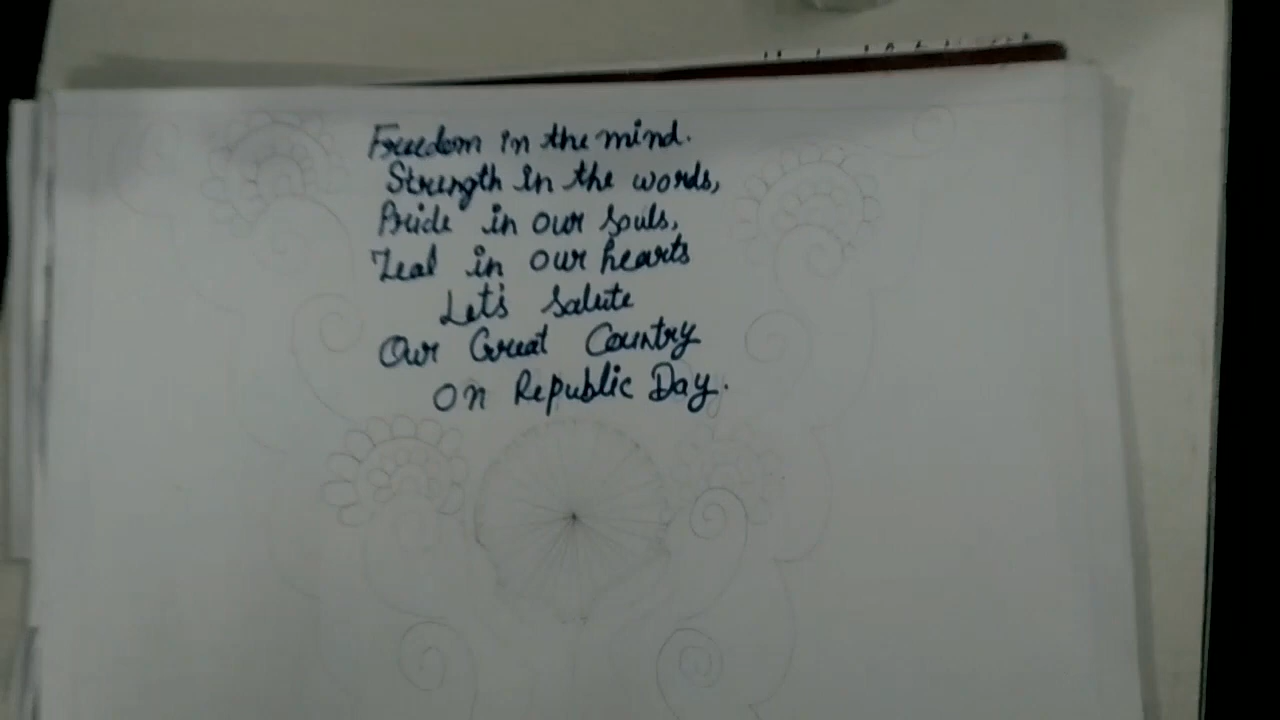 Freedom in the mind.
Strength in the words,
Pride in our souls,
Zeal in our hearts
Let's Salute
Our Great Country
On Republic Day.